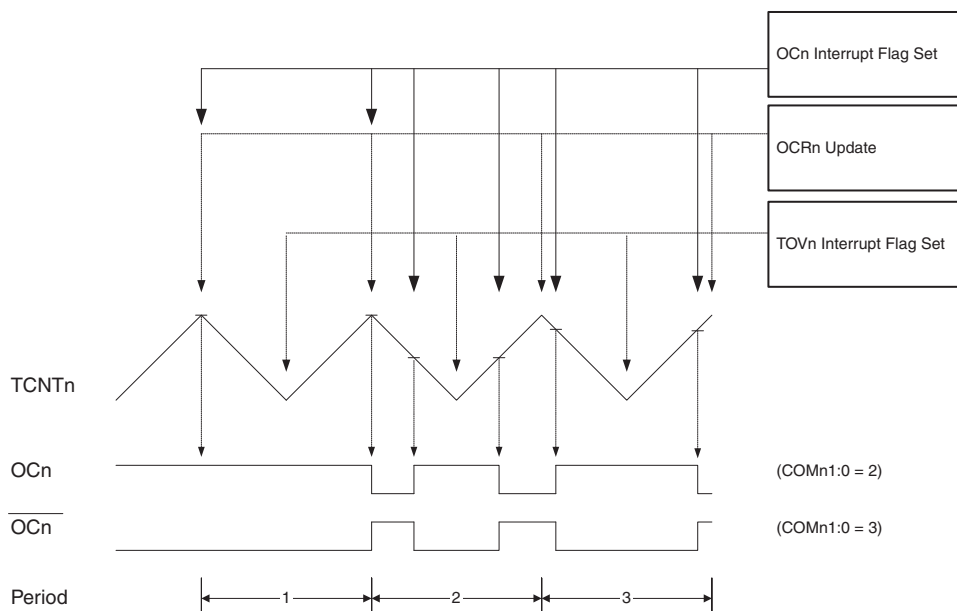 OCn Interrupt Flag Set
OCRn Update
TOVn Interrupt Flag Set
TCNTn
OCn
(COMn1:0 = 2)
OCn
(COMn1:0 = 3)
Period
1
2
3